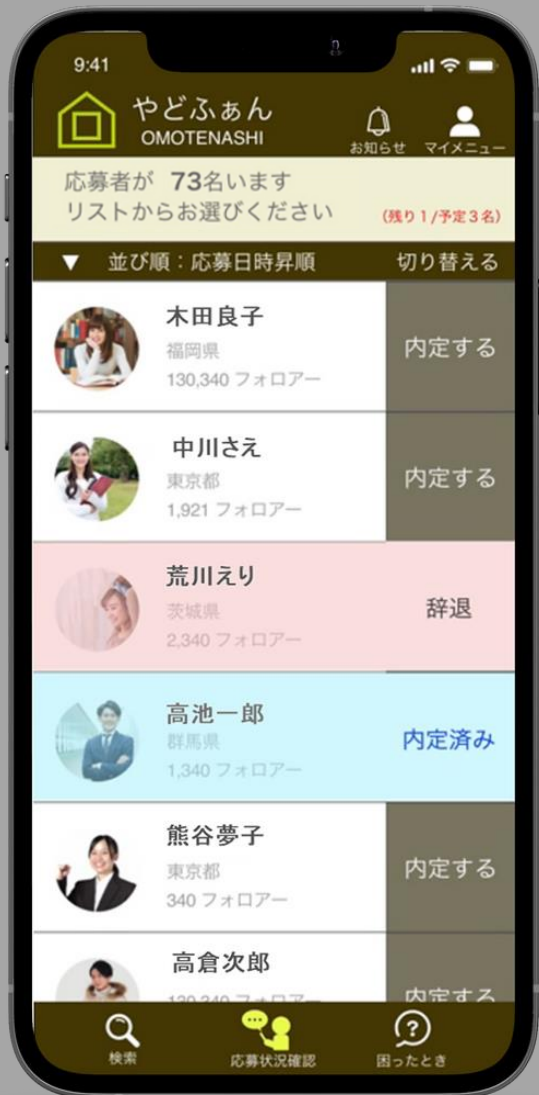 9:41
やどふぁん
OMOTENASHI
お知らせ
マイメニュー
応募者が 73名います
リストからお選びください
(残り1/予定3名)
▼ 並び順：応募日時昇順
切り替える
木田良子
福岡県
130,340 フォロアー
内定する
中川さえ
東京都
1,921 フォロアー
内定する
荒川えり
茨城県
2,340 フォロアー
辞退
高池一郎
群馬県
1,340 フォロアー
内定済み
熊谷夢子
東京都
340 フォロアー
内定する
高倉次郎
内定する
検索
応募状況確認
困ったとき